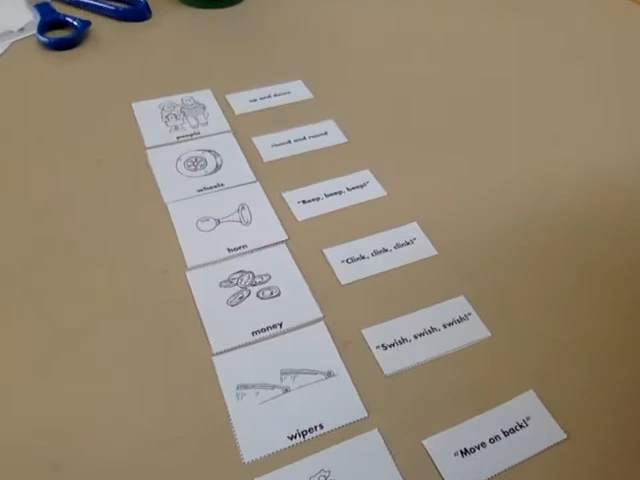 people
up and down
wheels
round and round
horn
"Beep, beep, beep!"
money
"Clink, clink, clink!"
wipers
"Swish, swish, swish!"
"Move on back!"